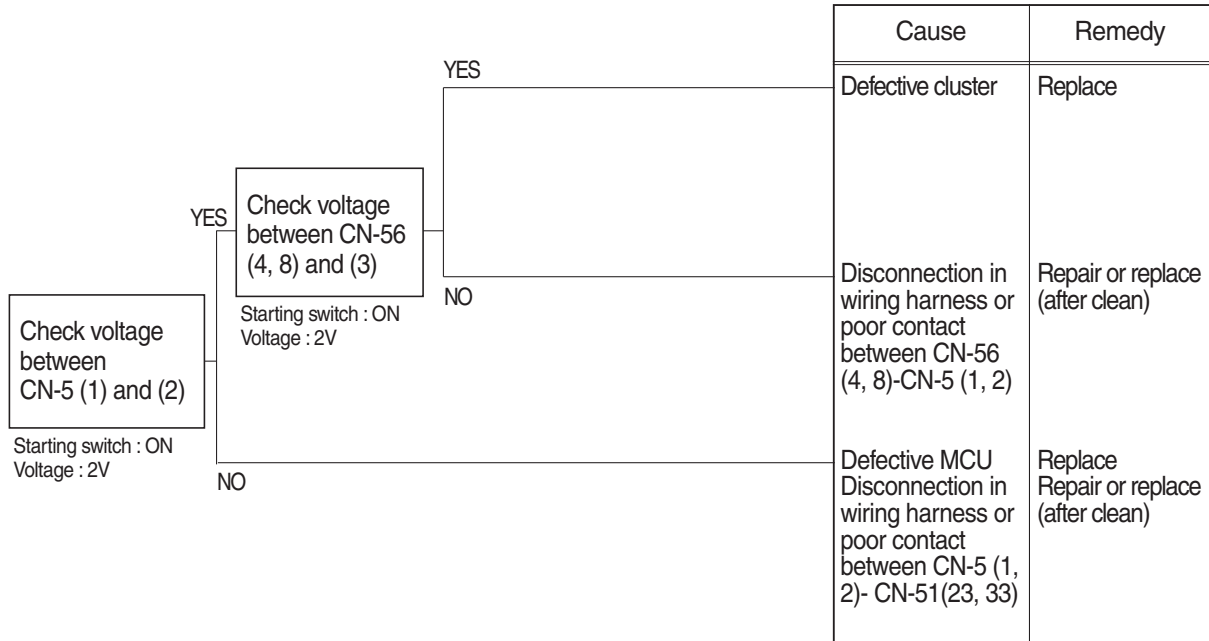 Cause
Remedy
YES
Defective cluster
Replace
YES
Check voltage
between CN-56
(4, 8) and (3)
Starting switch : ON
Voltage : 2V
NO
Disconnection in
wiring harness or
poor contact
between CN-56
(4, 8)-CN-5 (1, 2)
Repair or replace
(after clean)
Check voltage
between
CN-5 (1) and (2)
Starting switch : ON
Voltage : 2V
NO
Defective MCU
Disconnection in
wiring harness or
poor contact
between CN-5 (1,
2)- CN-51(23, 33)
Replace
Repair or replace
(after clean)